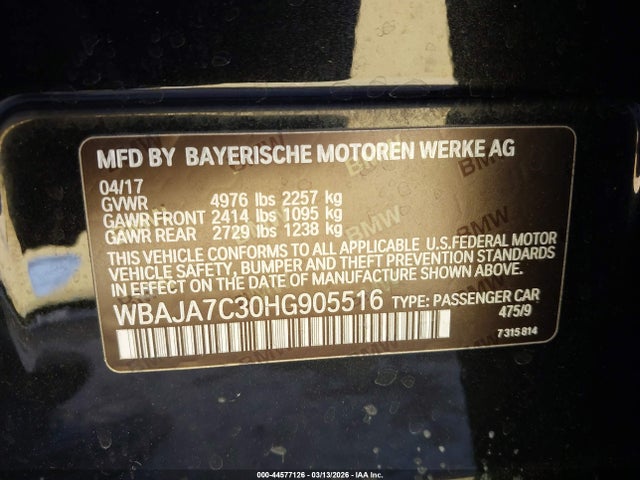 MFD BY BAYERISCHE MOTOREN WERKE AG
04/17
GVWR 4976 lbs 2257 kg
GAWR FRONT 2414 lbs 1095 kg
GAWR REAR 2729 lbs 1238 kg
THIS VEHICLE CONFORMS TO ALL APPLICABLE U.S.FEDERAL MOTOR
VEHICLE SAFETY, BUMPER AND THEFT PREVENTION STANDARDS
IN EFFECT ON THE DATE OF MANUFACTURE SHOWN ABOVE.
WBAJA7C30HG905516 TYPE: PASSENGER CAR
475/9
7 315 814
000-44577126 - 03/13/2026 - IAA Inc.